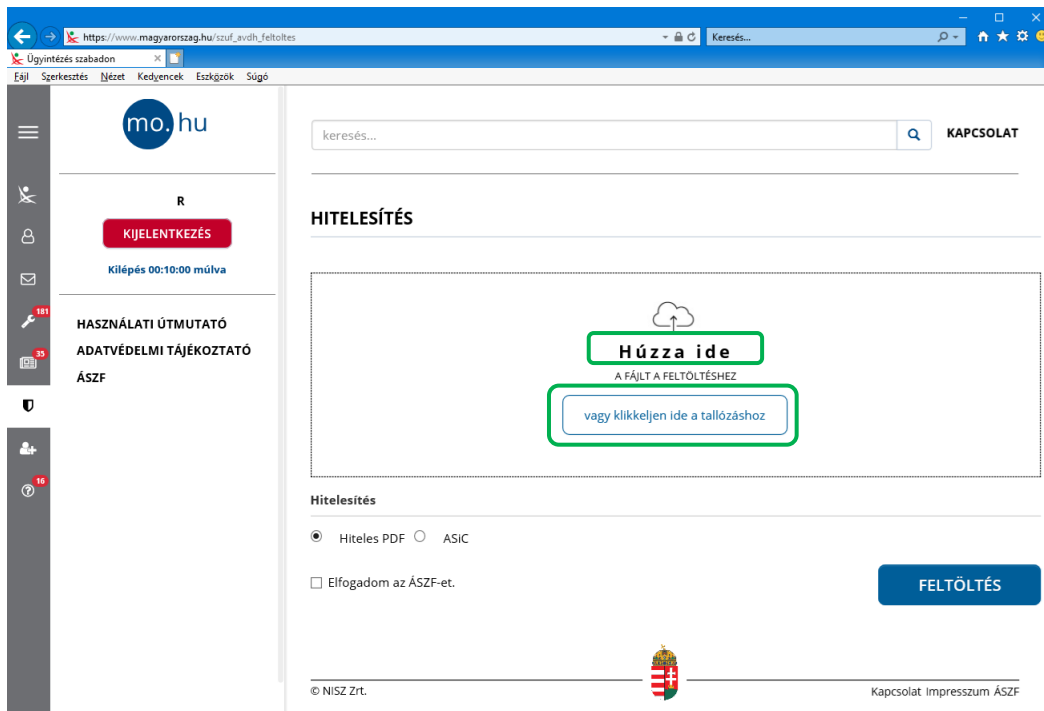 https://www.magyarorszag.hu/szuf_avdh_feltoltes
Keresés...
Ügyintézés szabadon
Fájl Szerkesztés Nézet Kedvencek Eszközök Súgó
mo.hu
keresés...
KAPCSOLAT
R
KIJELENTKEZÉS
Kilépés 00:10:00 múlva
181
35
16
HASZNÁLATI ÚTMUTATÓ
ADATVÉDELMI TÁJÉKOZTATÓ
ÁSZF
HITELESÍTÉS
Húzza ide
A FÁJLT A FELTÖLTÉSHEZ
vagy klikkeljen ide a tallózáshoz
Hitelesítés
Hiteles PDF ASiC
Elfogadom az ÁSZF-et.
FELTÖLTÉS
© NISZ Zrt.
Kapcsolat Impresszum ÁSZF